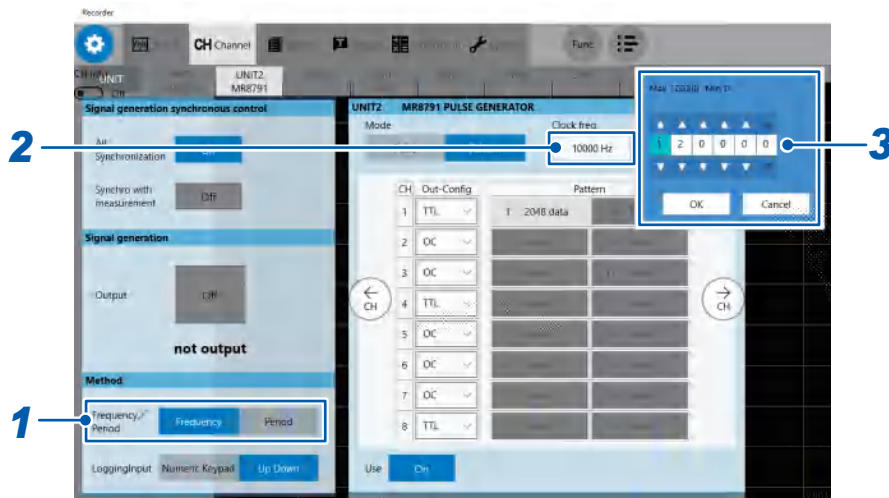 Recorder
CH Channel
Func
UNIT
Off
UNIT2
MR8791
Signal generation synchronous control
All
Synchronization
On
Synchro with
measurement
Off
Signal generation
Output
Off
not output
Method
Frequency/
Period
Frequency
Period
LoggingInput
Numeric Keypad
Up Down
UNIT2 MR8791 PULSE GENERATOR
Mode
Clock freq
10000 Hz
CH Out-Config Pattern
1 TTL 1 2048 data
2 OC
3 OC
4 TTL
5 OC
6 OC
7 OC
8 TTL
CH
CH
Use
On
1 2 0 0 0 0
OK Cancel
1
2
3